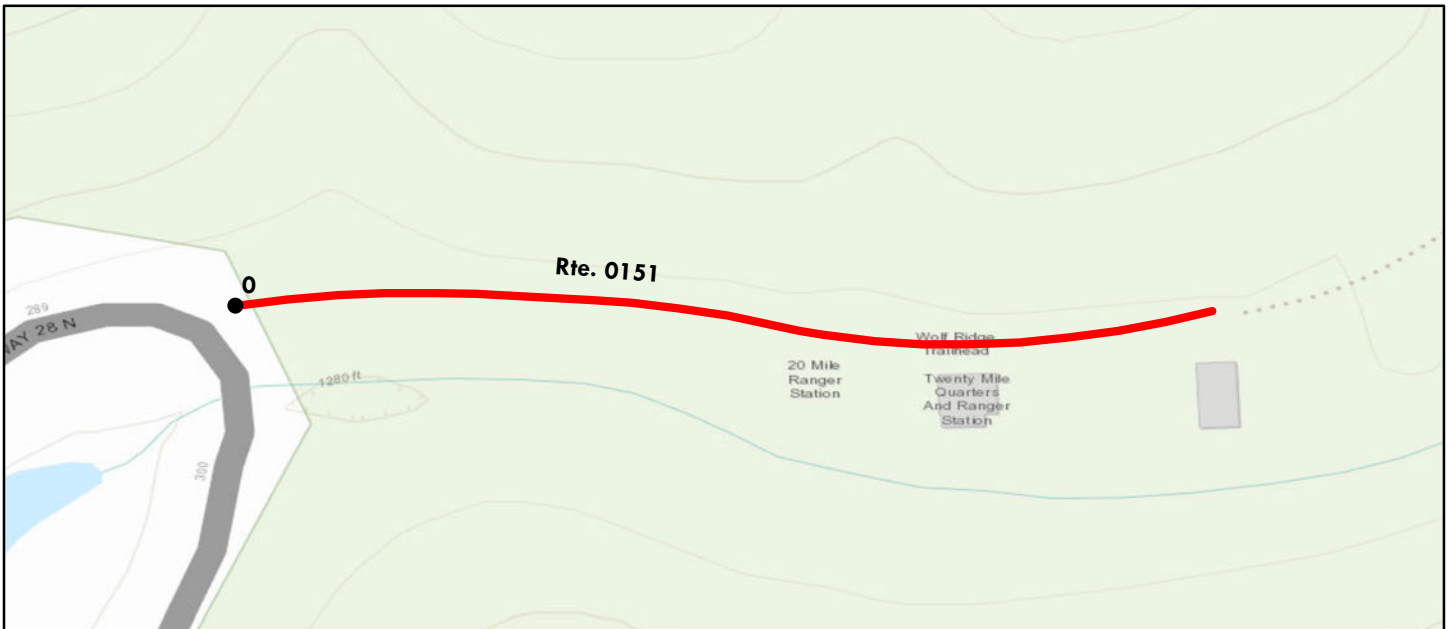 0
Rte. 0151
289
WAY 28 N
Wolf Ridge
Trailhead
20 Mile
Ranger
Station
1280 ft
Twenty Mile
Quarters
And Ranger
Station
300